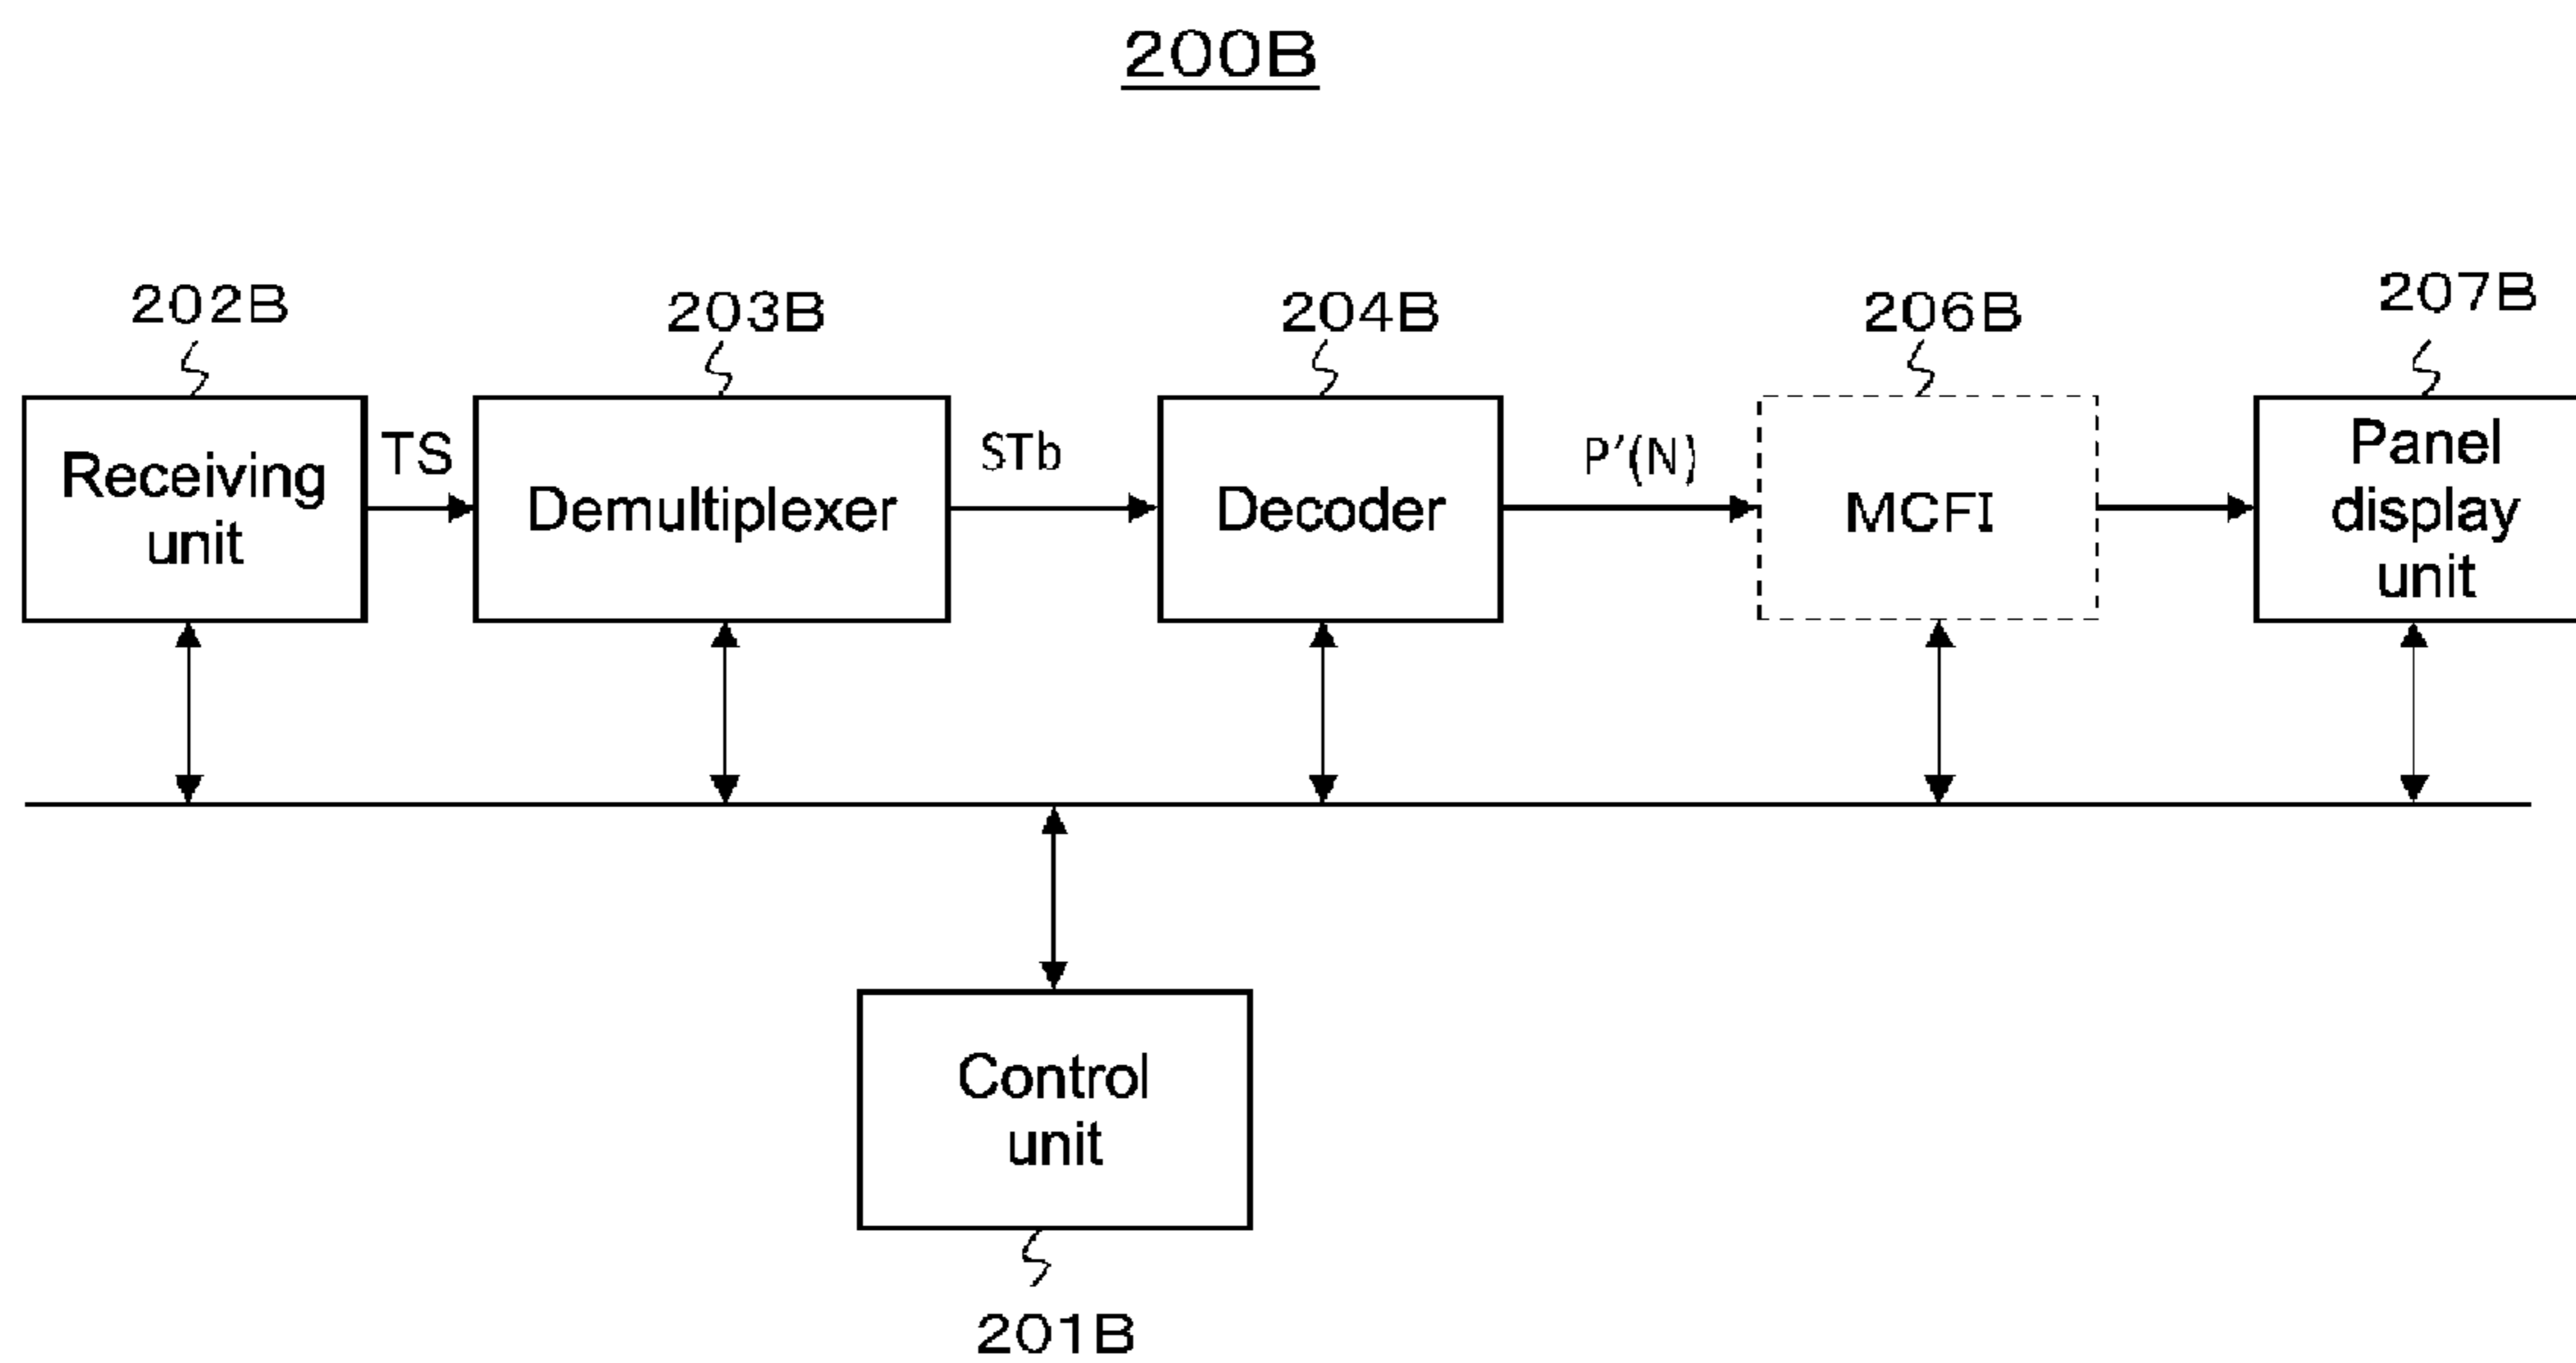 200B
202B
203B
204B
206B
207B
Receiving
unit
TS
Demultiplexer
STb
Decoder
P’(N)
MCFI
Panel
display
unit
Control
unit
201B